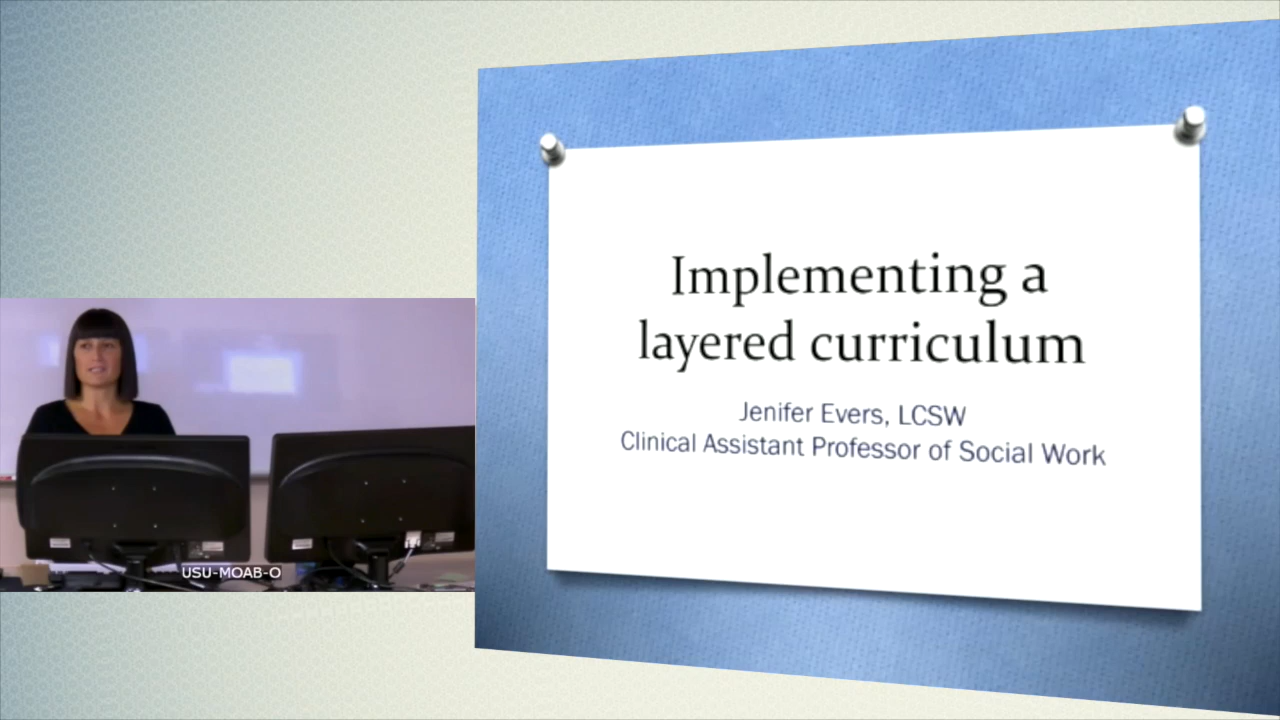 Implementing a
layered curriculum
Jenifer Evers, LCSW
Clinical Assistant Professor of Social Work
USU-MOAB-O